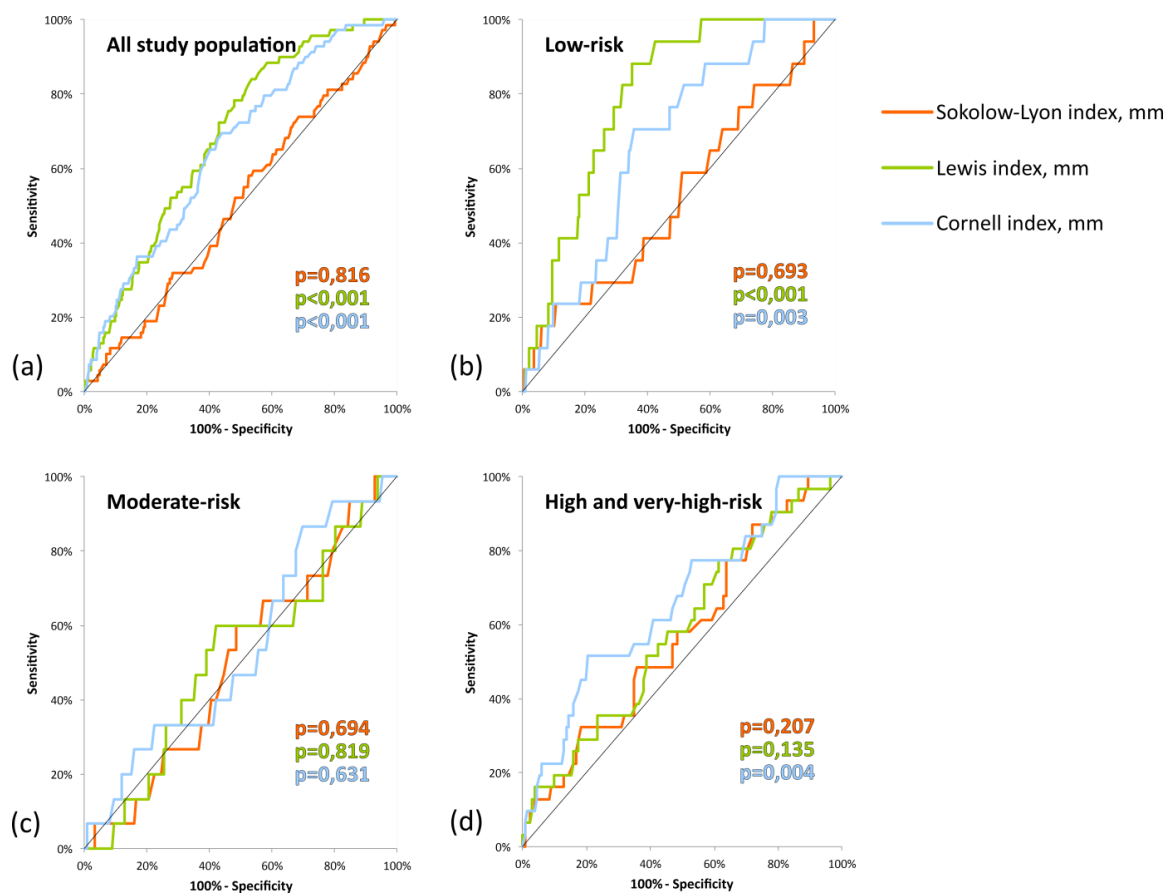 (a)
All study population
100%
80%
60%
40%
20%
0%
Sensitivity
0% 20% 40% 60% 80% 100%
100% - Specificity
p=0,816
p<0,001
p<0,001
(b)
Low-risk
100%
80%
60%
40%
20%
0%
Sevsitivity
0% 20% 40% 60% 80% 100%
100% - Specificity
p=0,693
p<0,001
p=0,003
Sokolow-Lyon index, mm
Lewis index, mm
Cornell index, mm
(c)
Moderate-risk
100%
80%
60%
40%
20%
0%
Sensitivity
0% 20% 40% 60% 80% 100%
100% - Specificity
p=0,694
p=0,819
p=0,631
(d)
High and very-high-risk
100%
80%
60%
40%
20%
0%
Sensitivity
0% 20% 40% 60% 80% 100%
100% - Specificity
p=0,207
p=0,135
p=0,004